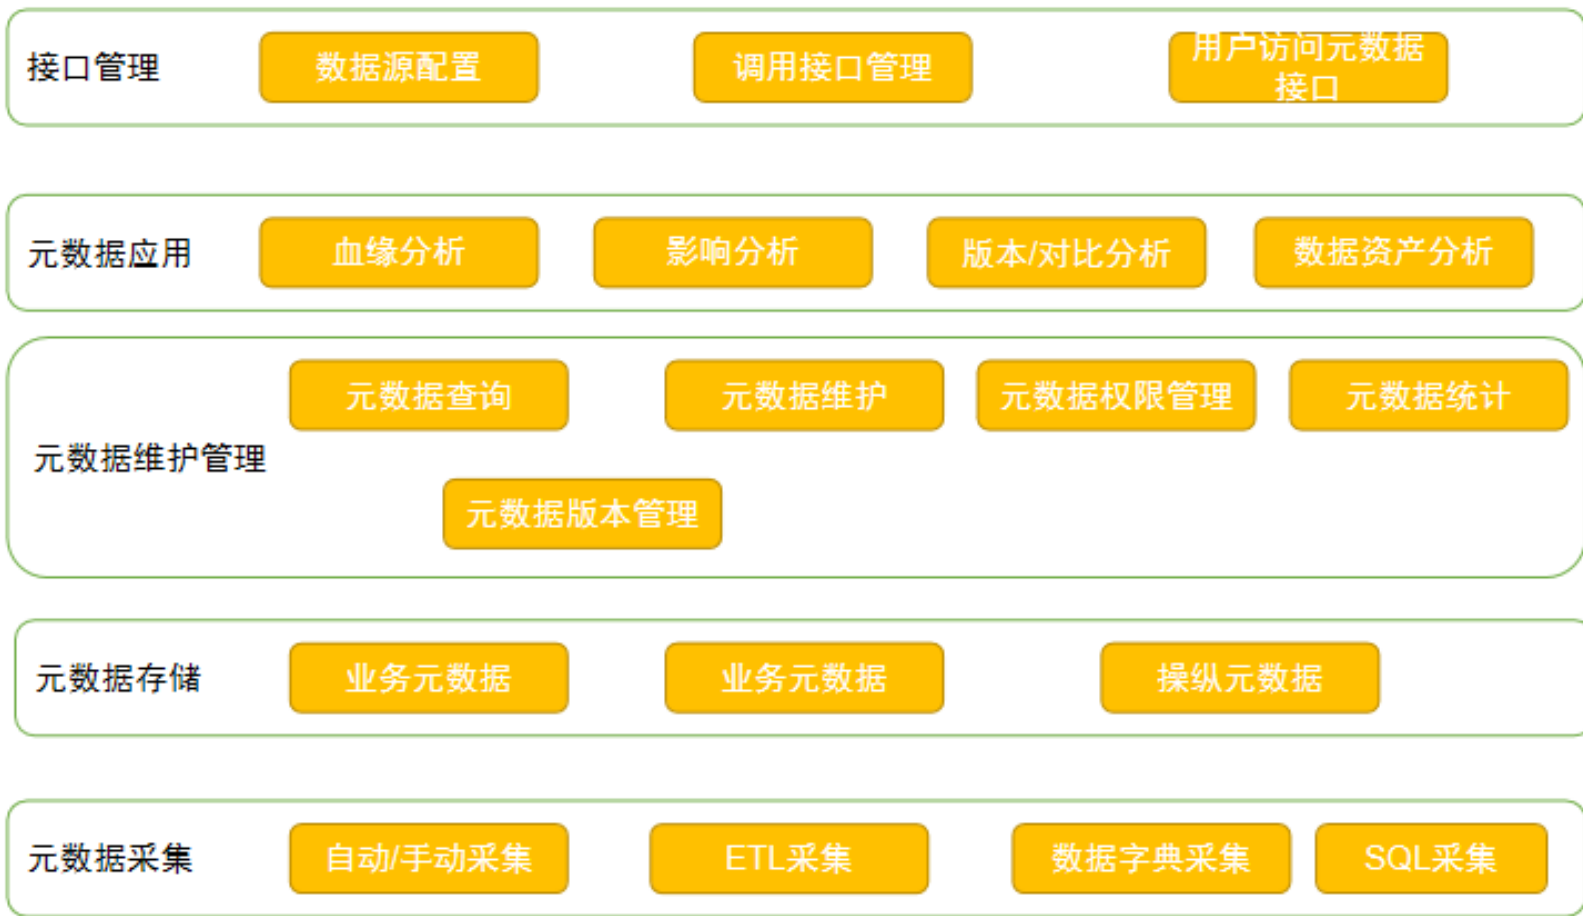 接口管理
数据源配置
调用接口管理
用户访问元数据
接口
元数据应用
血缘分析
影响分析
版本/对比分析
数据资产分析
元数据维护管理
元数据查询
元数据维护
元数据权限管理
元数据统计
元数据版本管理
元数据存储
业务元数据
业务元数据
操纵元数据
元数据采集
自动/手动采集
ETL采集
数据字典采集
SQL采集